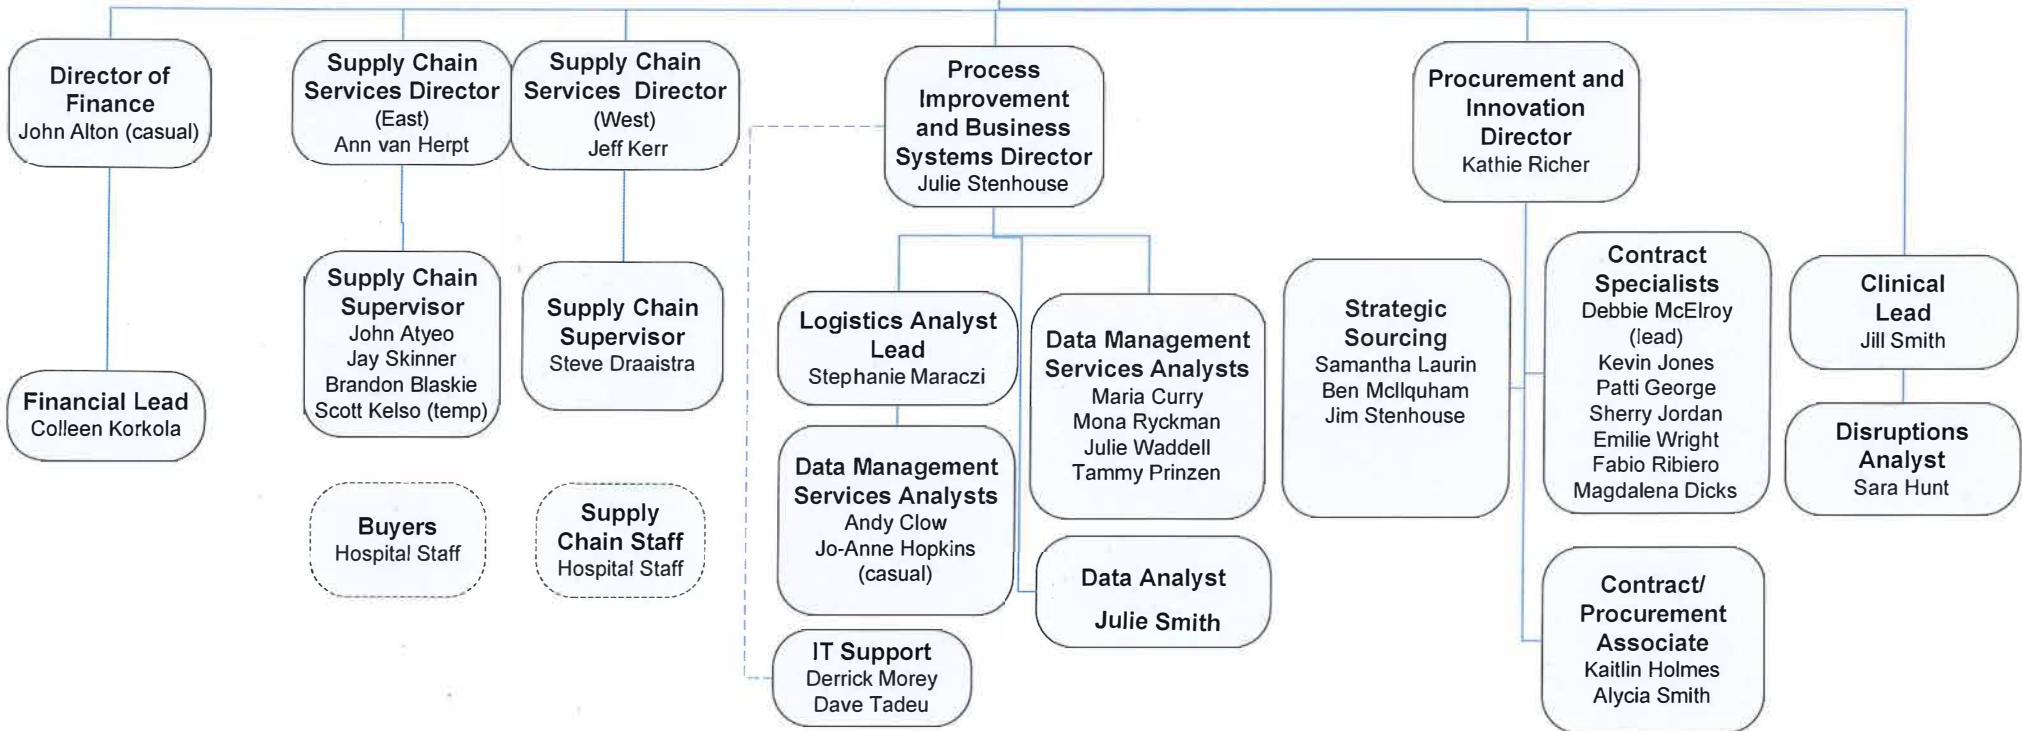 Director of
Finance
John Alton (casual)
Supply Chain
Services Director
(East)
Ann van Herpt
Supply Chain
Services Director
(West)
Jeff Kerr
Process
Improvement
and Business
Systems Director
Julie Stenhouse
Procurement and
Innovation
Director
Kathie Richer
Financial Lead
Colleen Korkola
Supply Chain
Supervisor
John Atyeo
Jay Skinner
Brandon Blaskie
Scott Kelso (temp)
Supply Chain
Supervisor
Steve Draaistra
Buyers
Hospital Staff
Supply
Chain Staff
Hospital Staff
Logistics Analyst
Lead
Stephanie Maraczi
Data Management
Services Analysts
Andy Clow
Jo-Anne Hopkins
(casual)
IT Support
Derrick Morey
Dave Tadeu
Data Management
Services Analysts
Maria Curry
Mona Ryckman
Julie Waddell
Tammy Prinzen
Data Analyst
Julie Smith
Strategic
Sourcing
Samantha Laurin
Ben McIlquham
Jim Stenhouse
Contract
Specialists
Debbie McElroy
(lead)
Kevin Jones
Patti George
Sherry Jordan
Emilie Wright
Fabio Ribiero
Magdalena Dicks
Contract/
Procurement
Associate
Kaitlin Holmes
Alycia Smith
Clinical
Lead
Jill Smith
Disruptions
Analyst
Sara Hunt